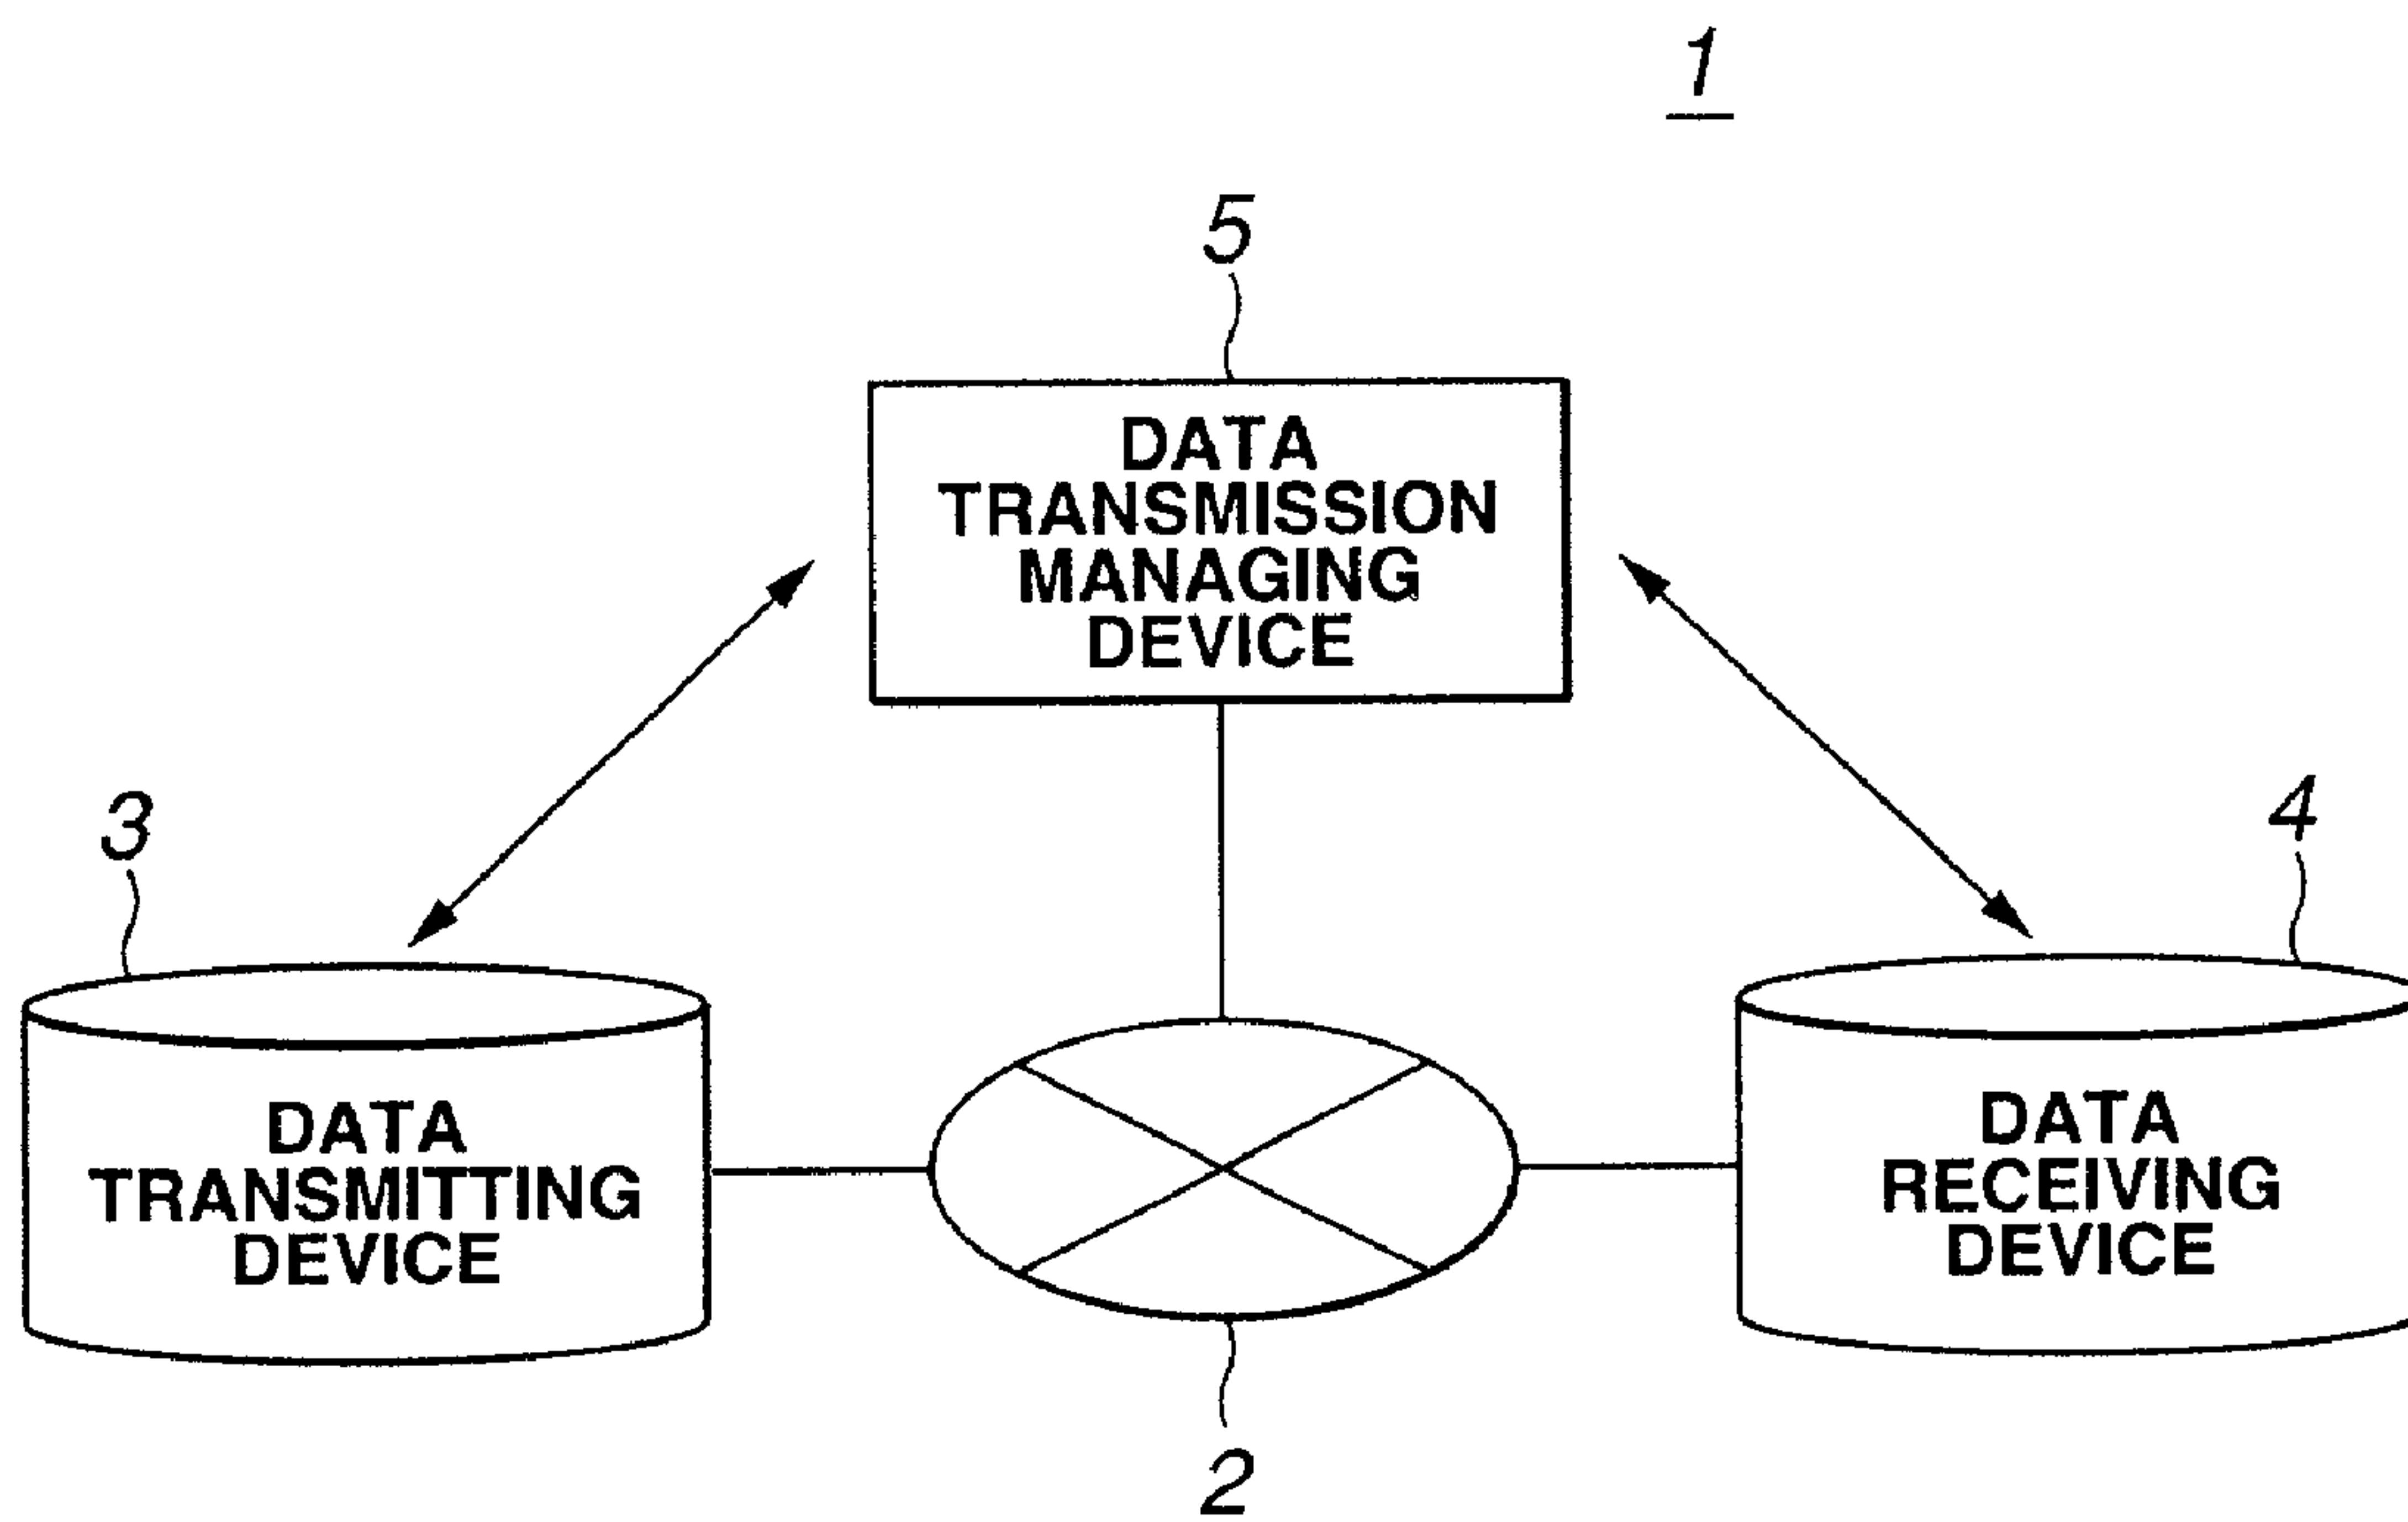 1
5
DATA
TRANSMISSION
MANAGING
DEVICE
3
4
DATA
TRANSMITTING
DEVICE
DATA
RECEIVING
DEVICE
2